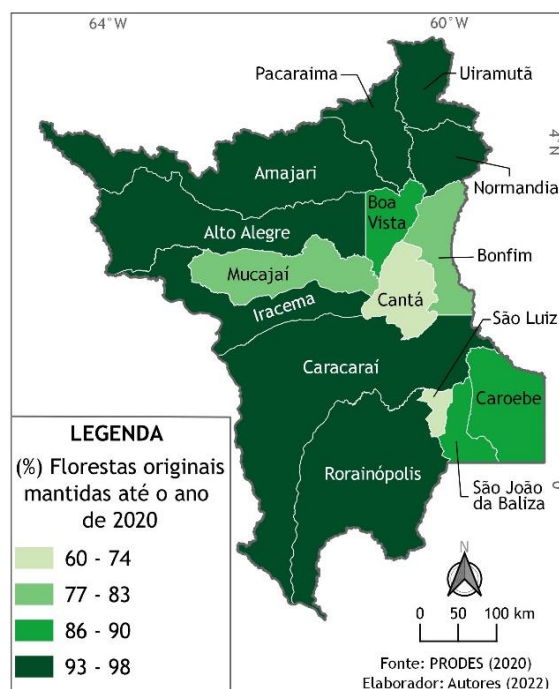 64°W
60°W
Pacaraima
Uiramutã
4°N
Amajari
Normandia
Boa
Vista
Alto Alegre
Bonfim
Mucajaí
Cantá
Iracema
São Luiz
Caracaraí
Caroebe
Rorainópolis
São João
da Baliza
0
LEGENDA
(%) Florestas originais
mantidas até o ano
de 2020
60 - 74
77 - 83
86 - 90
93 - 98
N
0 50 100 km
Fonte: PRODES (2020)
Elaborador: Autores (2022)